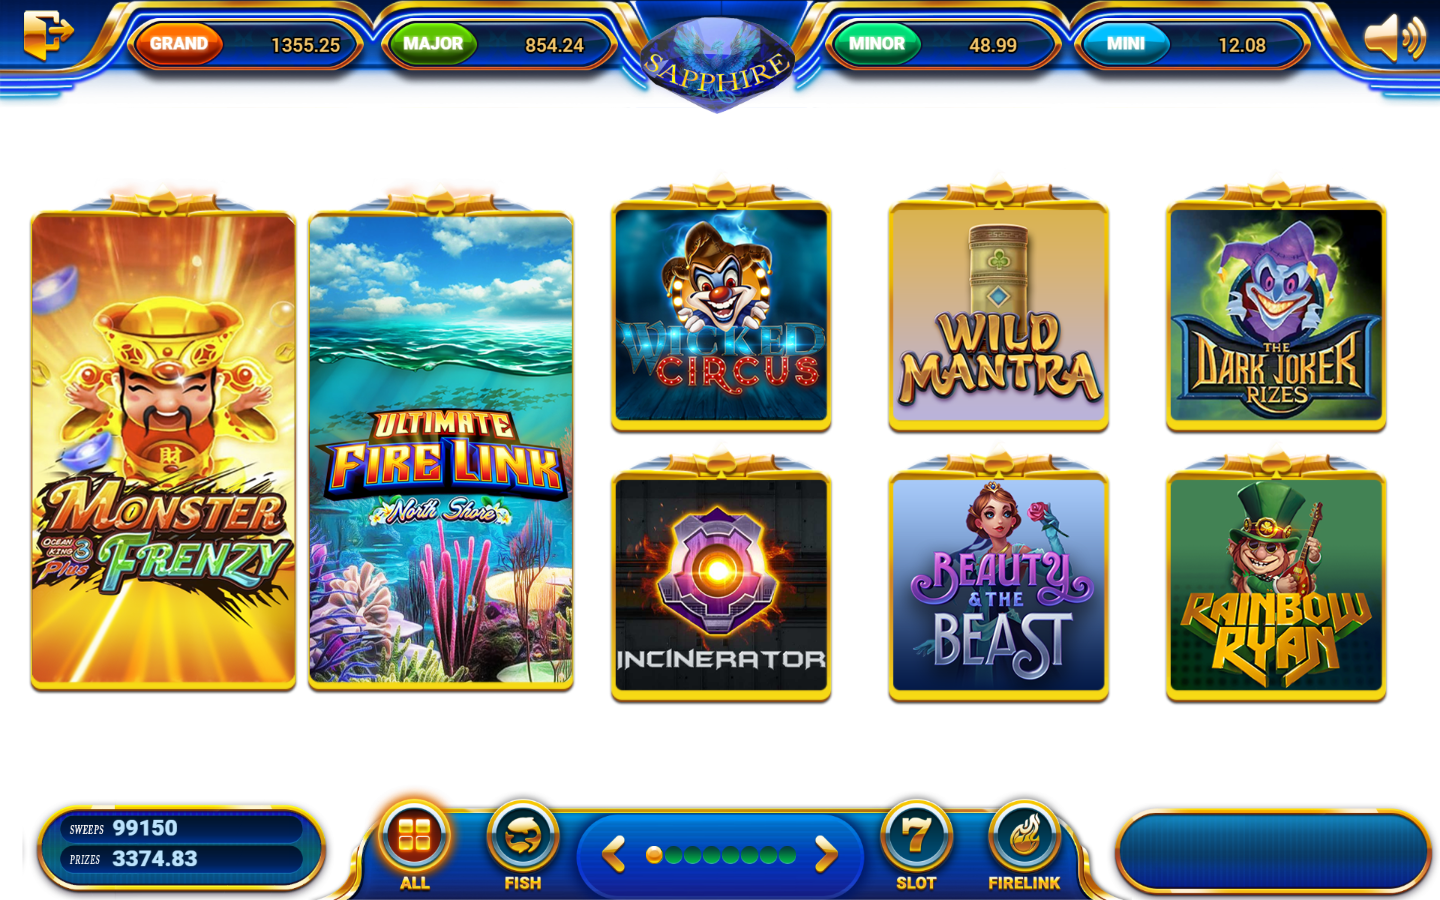 GRAND 1355.25
MAJOR 854.24
SAPPHIRE
MINOR 48.99
MINI 12.08
財
MONSTER
OCEAN KING 3 Plus
FRENZY
ULTIMATE
FIRE LINK
North Shore
WICKED
CIRCUS
WILD
MANTRA
THE
DARK JOKER
RIZES
INCINERATOR
BEAUTY
& THE
BEAST
RAINBOW
RYAN
SWEEPS 99150
PRIZES 3374.83
ALL
FISH
7
SLOT
FIRELINK